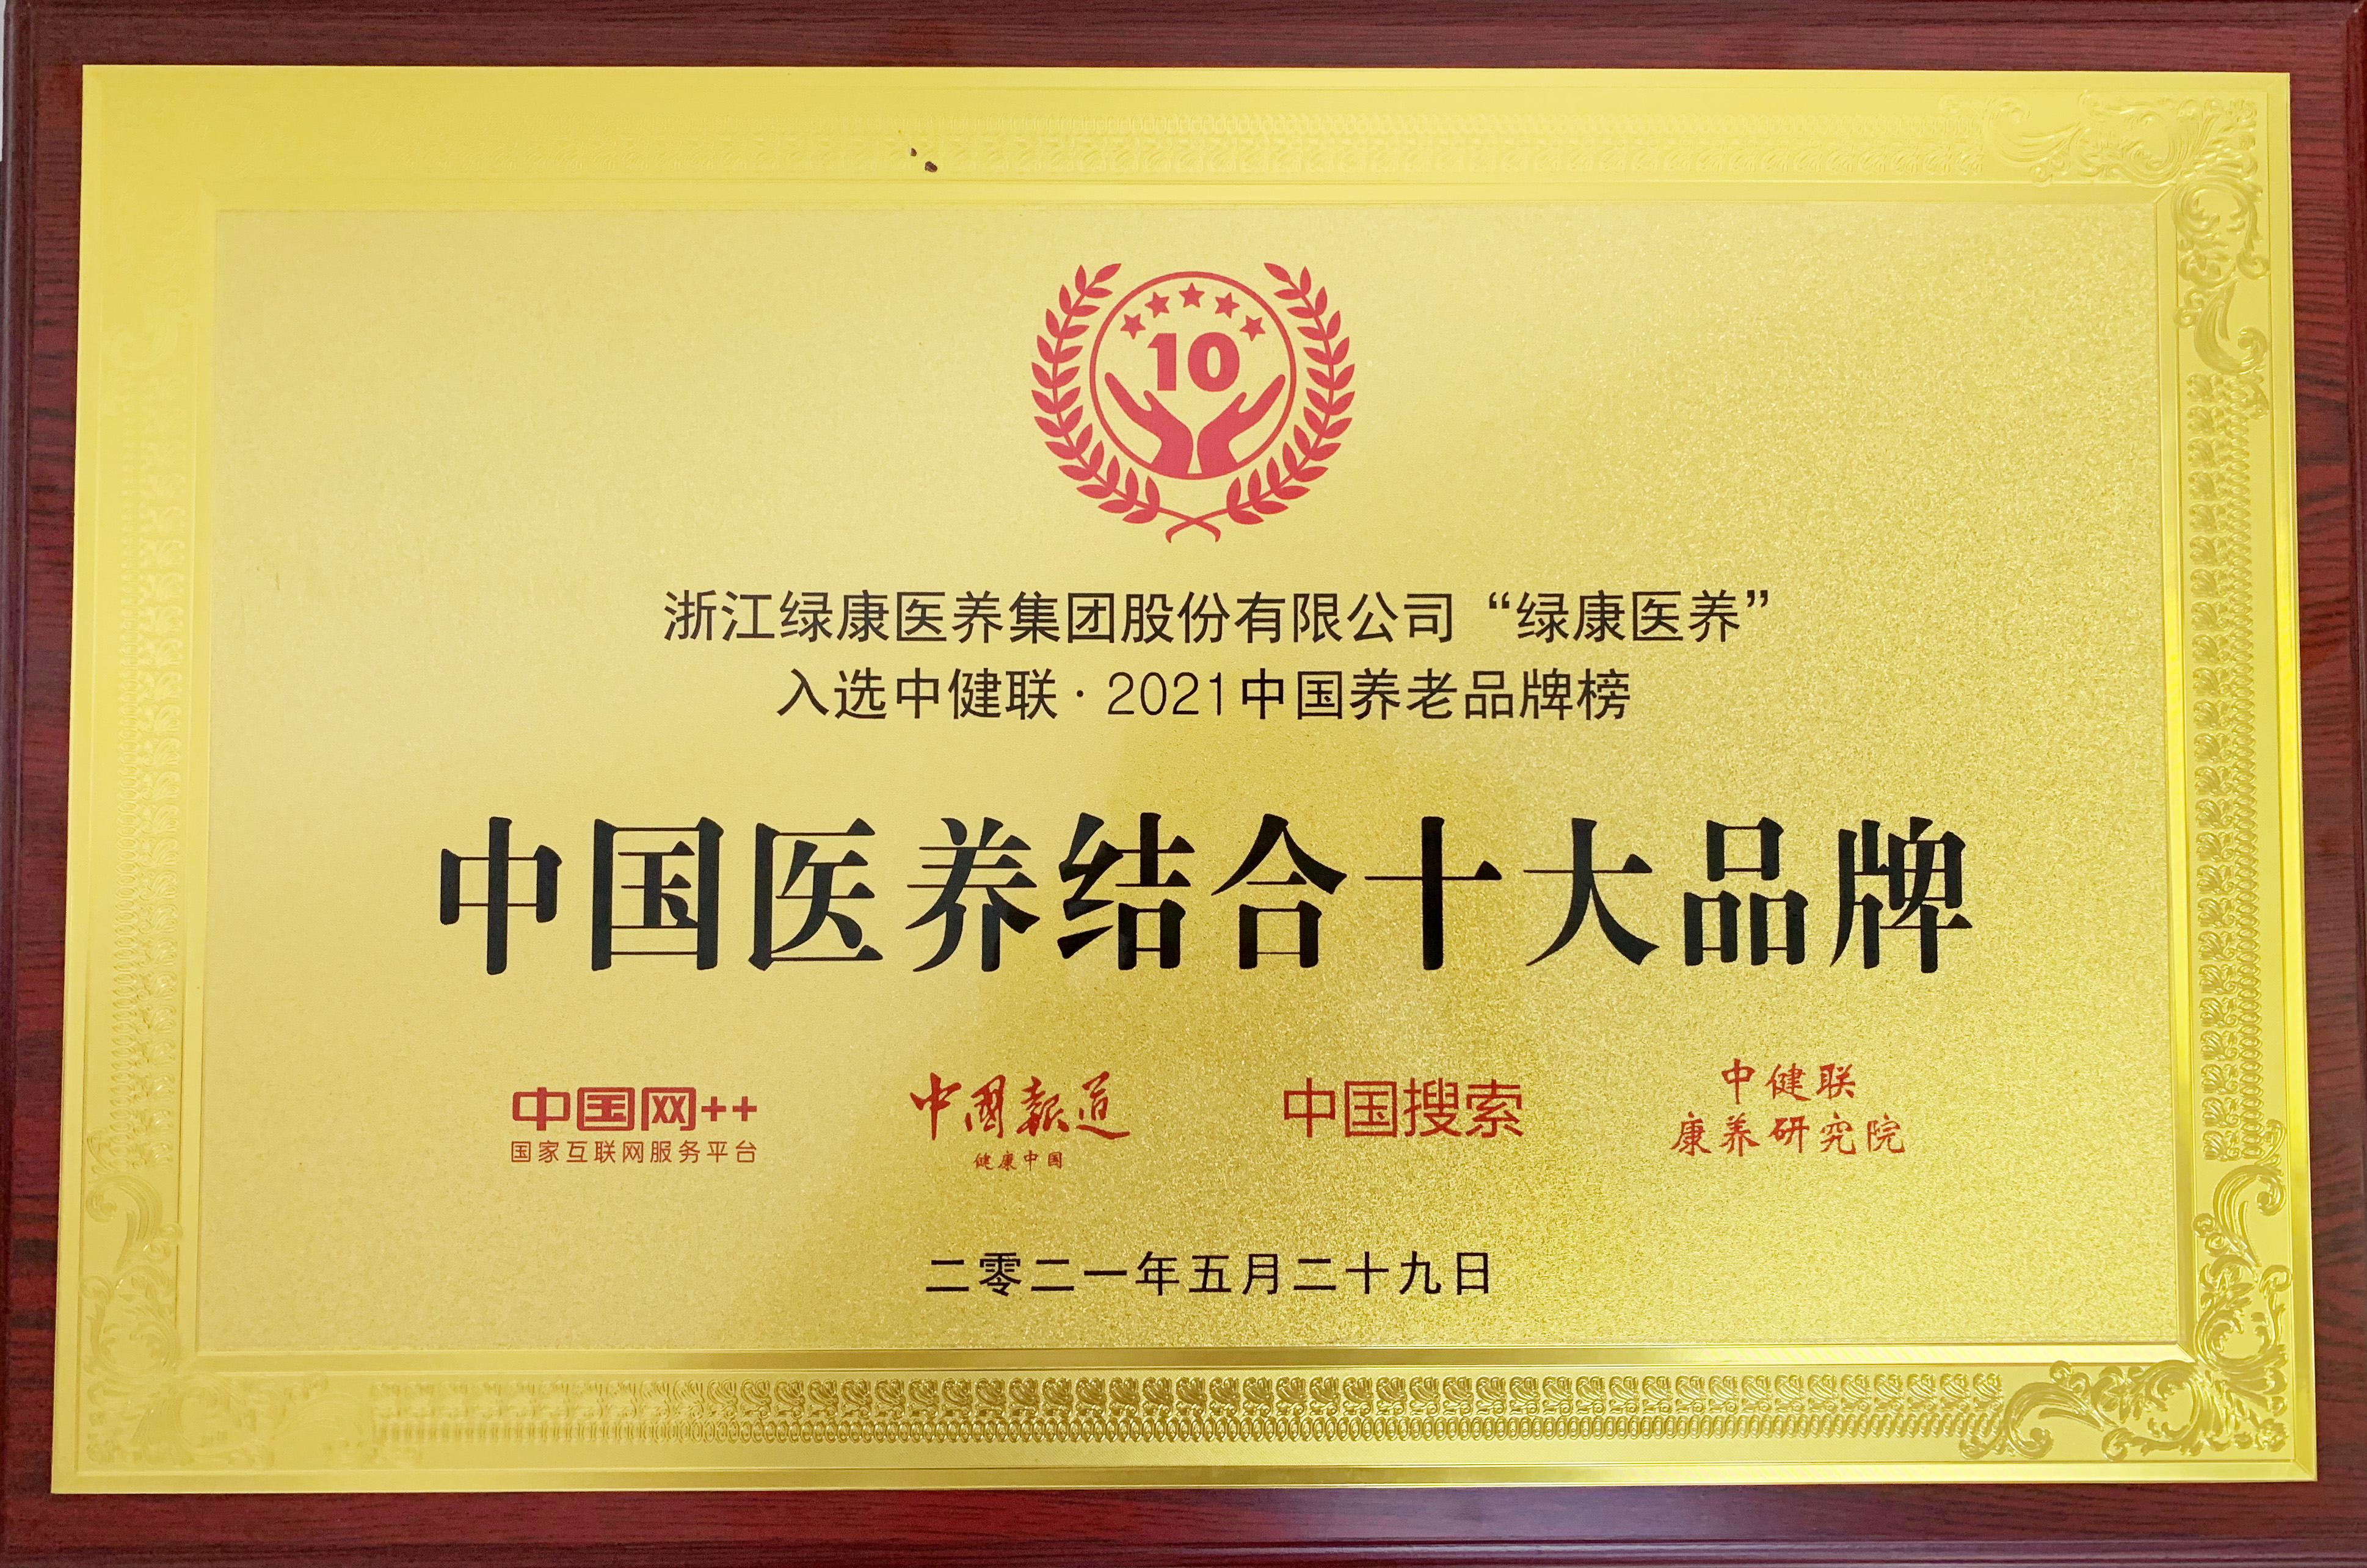 10
浙江绿康医养集团股份有限公司“绿康医养”
入选中健联·2021中国养老品牌榜
中国医养结合十大品牌
中国网++
国家互联网服务平台
中國報道
健康中国
中国搜索
中健联
康养研究院
二零二一年五月二十九日